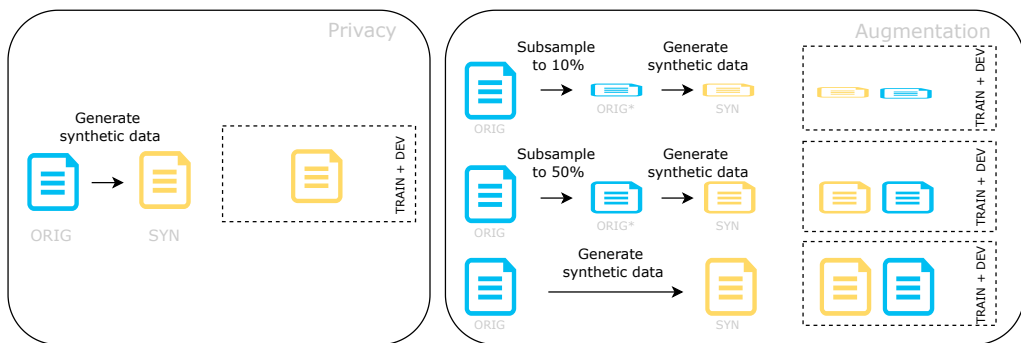 Privacy
Generate
synthetic data
ORIG
SYN
TRAIN + DEV
Augmentation
Subsample
to 10%
Generate
synthetic data
ORIG
ORIG*
SYN
TRAIN + DEV
Subsample
to 50%
Generate
synthetic data
ORIG
ORIG*
SYN
TRAIN + DEV
Generate
synthetic data
ORIG
SYN
TRAIN + DEV